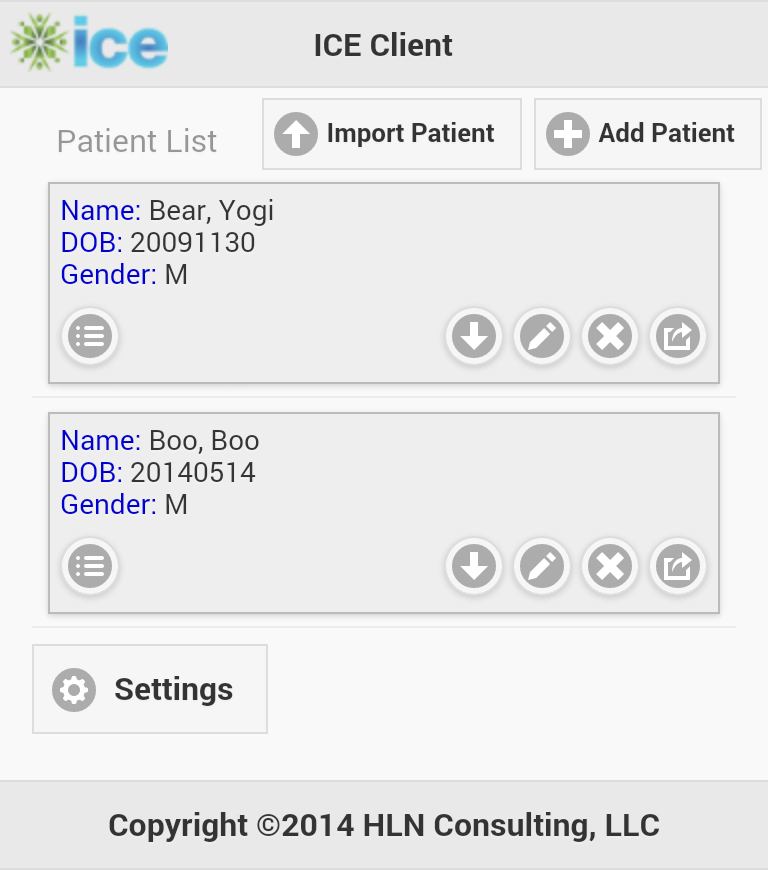 ice
ICE Client
Patient List
Import Patient
Add Patient
Name: Bear, Yogi
DOB: 20091130
Gender: M
Name: Boo, Boo
DOB: 20140514
Gender: M
Settings
Copyright ©2014 HLN Consulting, LLC